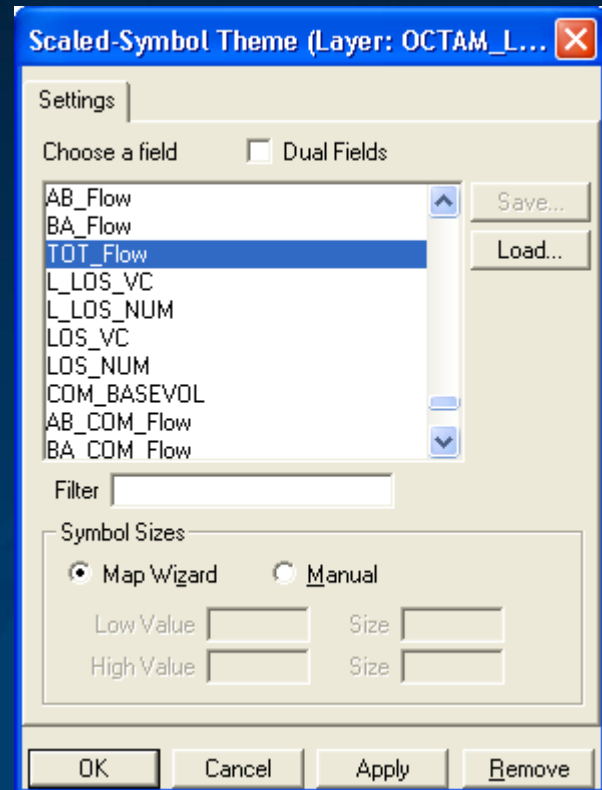 Scaled-Symbol Theme (Layer: OCTAM_L...
Settings
Choose a field Dual Fields
AB_Flow
BA_Flow
TOT_Flow
L_LOS_VC
L_LOS_NUM
LOS_VC
LOS_NUM
COM_BASEVOL
AB_COM_Flow
BA_COM_Flow
Save...
Load...
Filter
Symbol Sizes
Map Wizard Manual
Low Value Size
High Value Size
OK Cancel Apply Remove